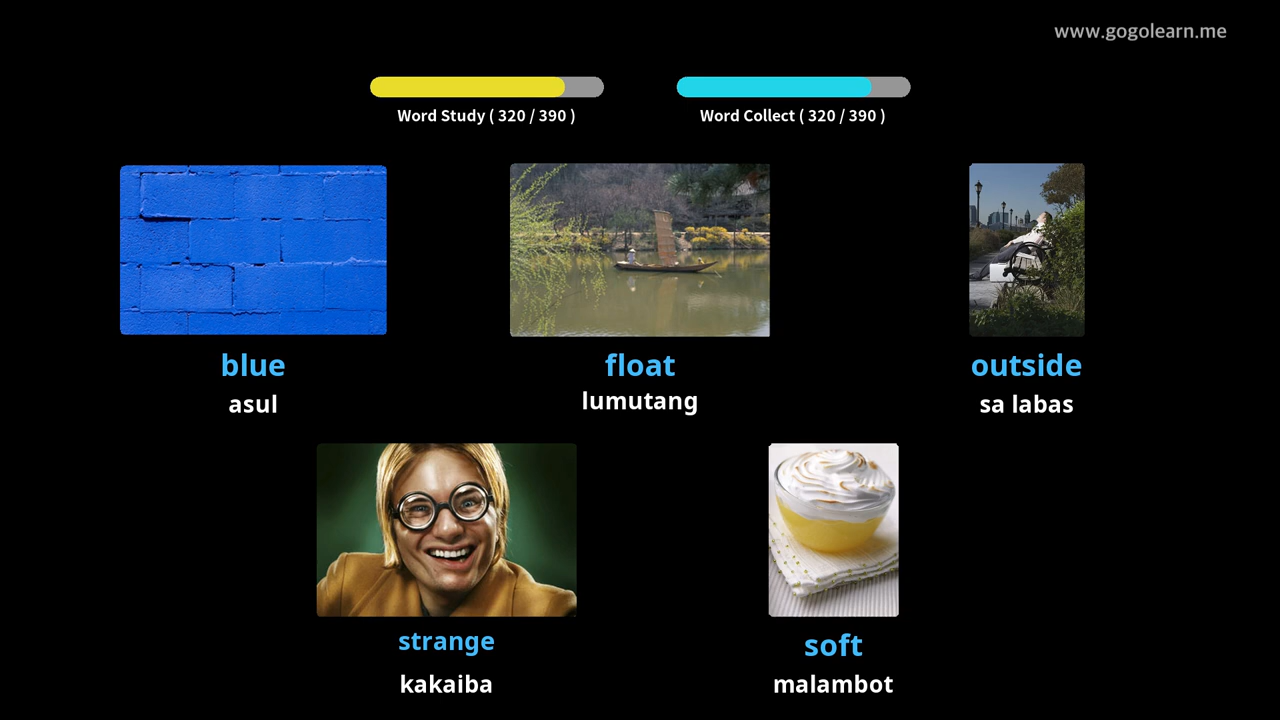 www.gogolearn.me
Word Study ( 320 / 390 )
Word Collect ( 320 / 390 )
blue
asul
float
lumutang
outside
sa labas
strange
kakaiba
soft
malambot